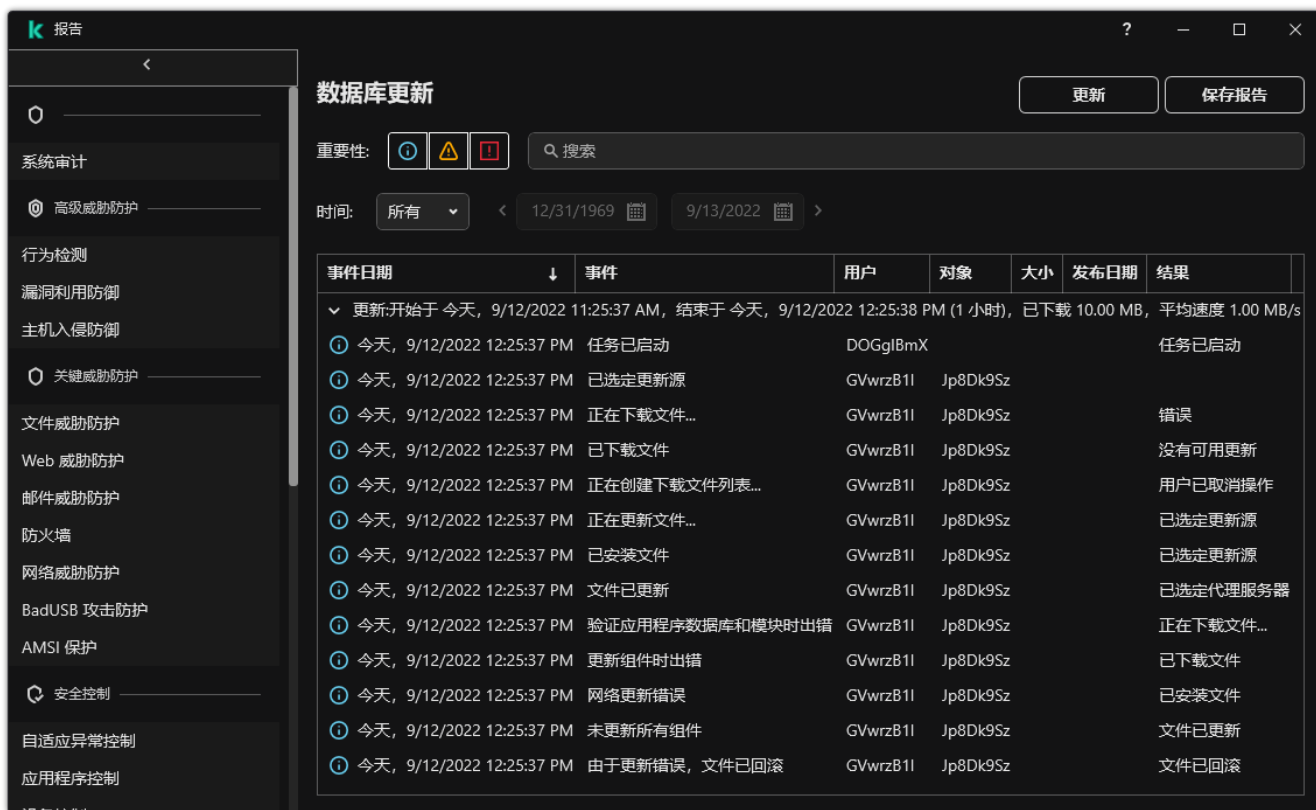 报告
?
数据库更新
更新
保存报告
重要性:
搜索
时间:
所有
12/31/1969
9/13/2022
系统审计
高级威胁防护
行为检测
漏洞利用防御
主机入侵防御
关键威胁防护
文件威胁防护
Web 威胁防护
邮件威胁防护
防火墙
网络威胁防护
BadUSB 攻击防护
AMSI 保护
安全控制
自适应异常控制
应用程序控制
事件日期 事件 用户 对象 大小 发布日期 结果
更新:开始于 今天，9/12/2022 11:25:37 AM，结束于 今天，9/12/2022 12:25:38 PM (1 小时)，已下载 10.00 MB，平均速度 1.00 MB/s
今天，9/12/2022 12:25:37 PM 任务已启动 DOGgIBmX 任务已启动
今天，9/12/2022 12:25:37 PM 已选定更新源 GVwrzB1I Jp8Dk9Sz
今天，9/12/2022 12:25:37 PM 正在下载文件... GVwrzB1I Jp8Dk9Sz 错误
今天，9/12/2022 12:25:37 PM 已下载文件 GVwrzB1I Jp8Dk9Sz 没有可用更新
今天，9/12/2022 12:25:37 PM 正在创建下载文件列表... GVwrzB1I Jp8Dk9Sz 用户已取消操作
今天，9/12/2022 12:25:37 PM 正在更新文件... GVwrzB1I Jp8Dk9Sz 已选定更新源
今天，9/12/2022 12:25:37 PM 已安装文件 GVwrzB1I Jp8Dk9Sz 已选定更新源
今天，9/12/2022 12:25:37 PM 文件已更新 GVwrzB1I Jp8Dk9Sz 已选定代理服务器
今天，9/12/2022 12:25:37 PM 验证应用程序数据库和模块时出错 GVwrzB1I Jp8Dk9Sz 正在下载文件...
今天，9/12/2022 12:25:37 PM 更新组件时出错 GVwrzB1I Jp8Dk9Sz 已下载文件
今天，9/12/2022 12:25:37 PM 网络更新错误 GVwrzB1I Jp8Dk9Sz 已安装文件
今天，9/12/2022 12:25:37 PM 未更新所有组件 GVwrzB1I Jp8Dk9Sz 文件已更新
今天，9/12/2022 12:25:37 PM 由于更新错误，文件已回滚 GVwrzB1I Jp8Dk9Sz 文件已回滚